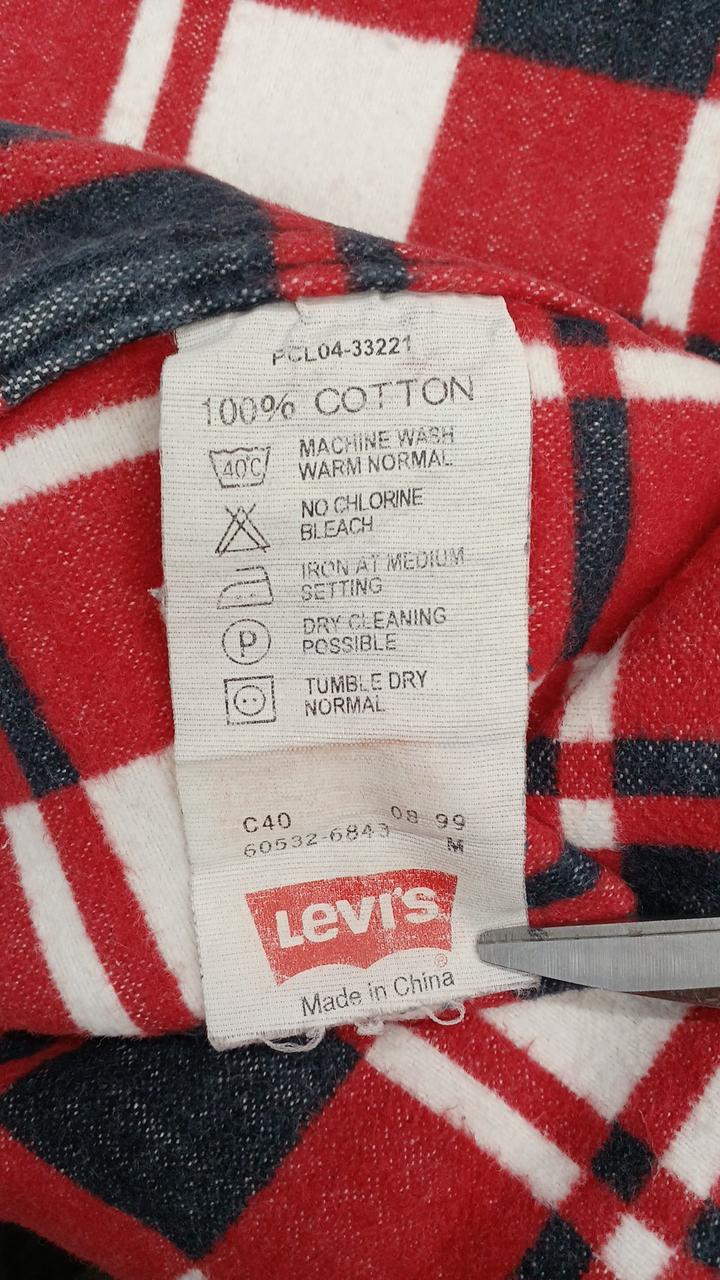 PCL04-33221
100% COTTON
40°C
MACHINE WASH
WARM NORMAL
NO CHLORINE
BLEACH
IRON AT MEDIUM
SETTING
P
DRY CLEANING
POSSIBLE
TUMBLE DRY
NORMAL
C40 08 99
60532-6843 M
LEVI'S®
Made in China